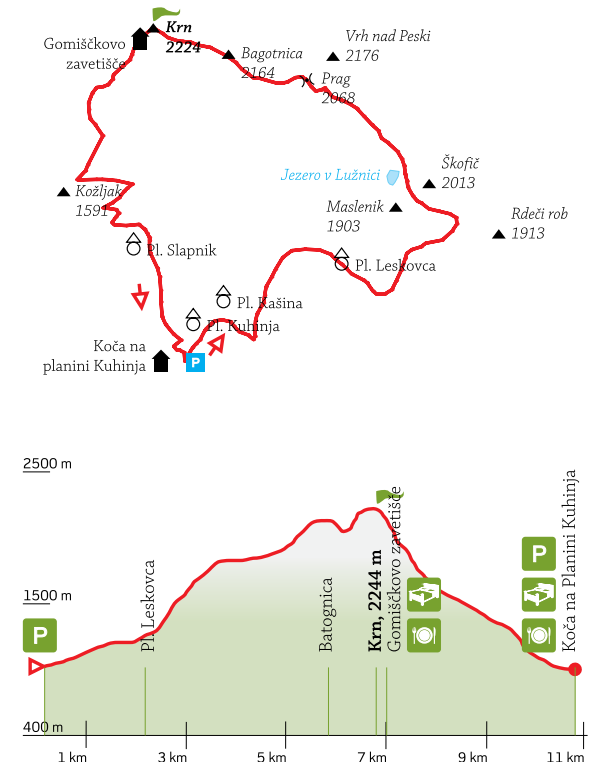 Krn
2224
Gomiščkovo
zavetišče
Bagotnica
2164
Vrh nad Peski
2176
Prag
2068
Jezero v Lužnici
Škofič
2013
Kožljak
1591
Maslenik
1903
Rdeči rob
1913
Pl. Slapnik
Pl. Leskovca
Pl. Kašina
Pl. Kuhinja
Koča na
planini Kuhinja
P
2500 m
1500 m
400 m
P
Pl. Leskovca
Batognica
Krn, 2244 m
Gomiščkovo zavetišče
P
Koča na Planini Kuhinja
1 km
3 km
5 km
7 km
9 km
11 km